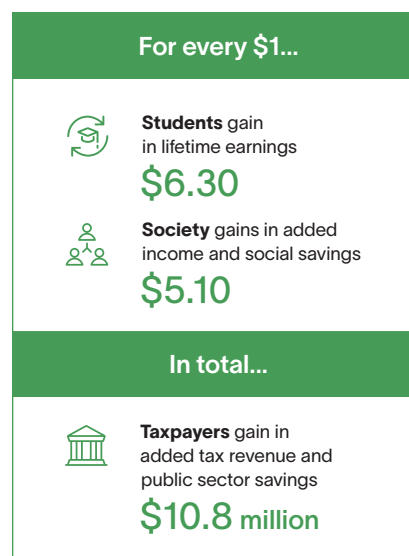 For every $1...
Students gain
in lifetime earnings
$6.30
Society gains in added
income and social savings
$5.10
In total...
Taxpayers gain in
added tax revenue and
public sector savings
$10.8 million